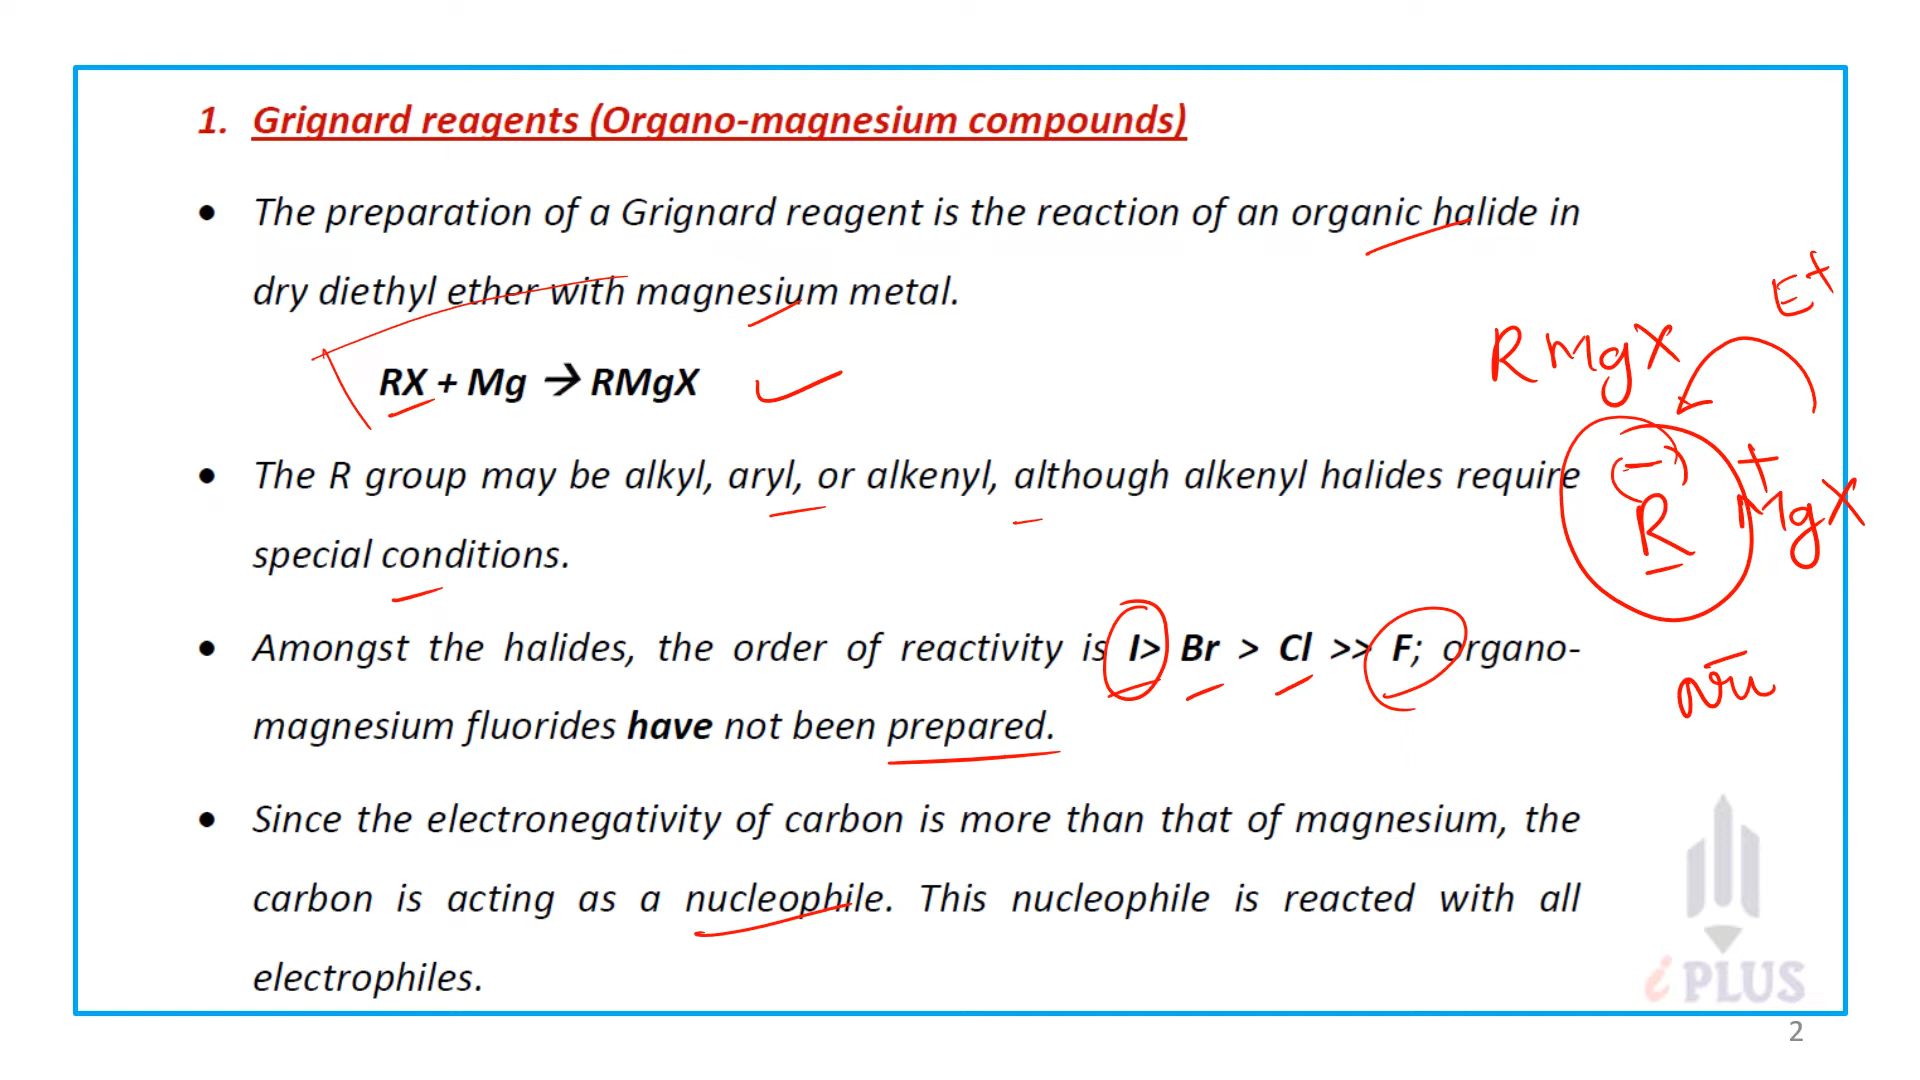 1. Grignard reagents (Organo-magnesium compounds)
• The preparation of a Grignard reagent is the reaction of an organic halide in
dry diethyl ether with magnesium metal.
RX + Mg → RMgX
• The R group may be alkyl, aryl, or alkenyl, although alkenyl halides require
special conditions.
• Amongst the halides, the order of reactivity is I> Br > Cl >> F; organo-
magnesium fluorides have not been prepared.
• Since the electronegativity of carbon is more than that of magnesium, the
carbon is acting as a nucleophile. This nucleophile is reacted with all
electrophiles.
E+
RMgX
R− +MgX
i PLUS
2